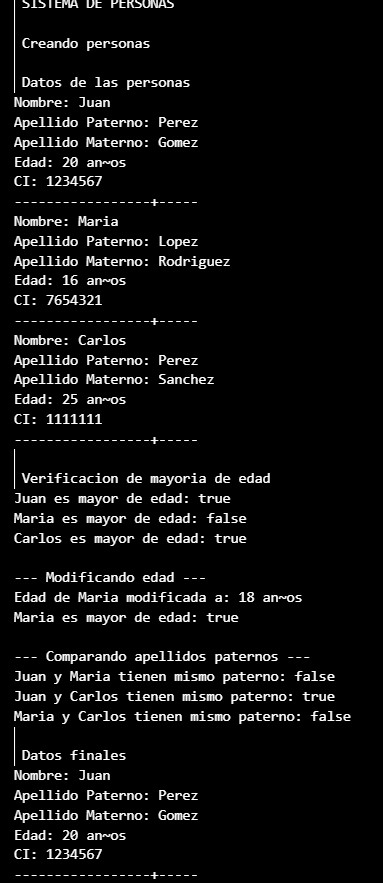 SISTEMA DE PERSONAS
Creando personas
Datos de las personas
Nombre: Juan
Apellido Paterno: Perez
Apellido Materno: Gomez
Edad: 20 an~os
CI: 1234567
-----------------+-----
Nombre: Maria
Apellido Paterno: Lopez
Apellido Materno: Rodriguez
Edad: 16 an~os
CI: 7654321
-----------------+-----
Nombre: Carlos
Apellido Paterno: Perez
Apellido Materno: Sanchez
Edad: 25 an~os
CI: 1111111
-----------------+-----
Verificacion de mayoria de edad
Juan es mayor de edad: true
Maria es mayor de edad: false
Carlos es mayor de edad: true
--- Modificando edad ---
Edad de Maria modificada a: 18 an~os
Maria es mayor de edad: true
--- Comparando apellidos paternos ---
Juan y Maria tienen mismo paterno: false
Juan y Carlos tienen mismo paterno: true
Maria y Carlos tienen mismo paterno: false
Datos finales
Nombre: Juan
Apellido Paterno: Perez
Apellido Materno: Gomez
Edad: 20 an~os
CI: 1234567
-----------------+-----